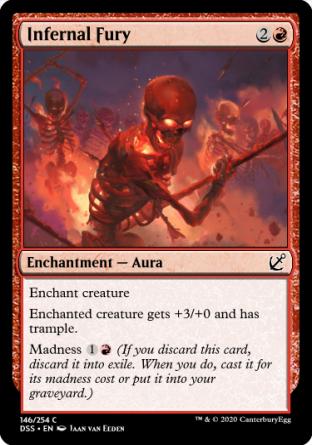 Infernal Fury 2
Enchantment — Aura
Enchant creature
Enchanted creature gets +3/+0 and has
trample.
Madness 1 (If you discard this card,
discard it into exile. When you do, cast it for
its madness cost or put it into your
graveyard.)
146/254 C
DSS • EN Jaan van Eeden
™ & © 2020 CanterburyEgg